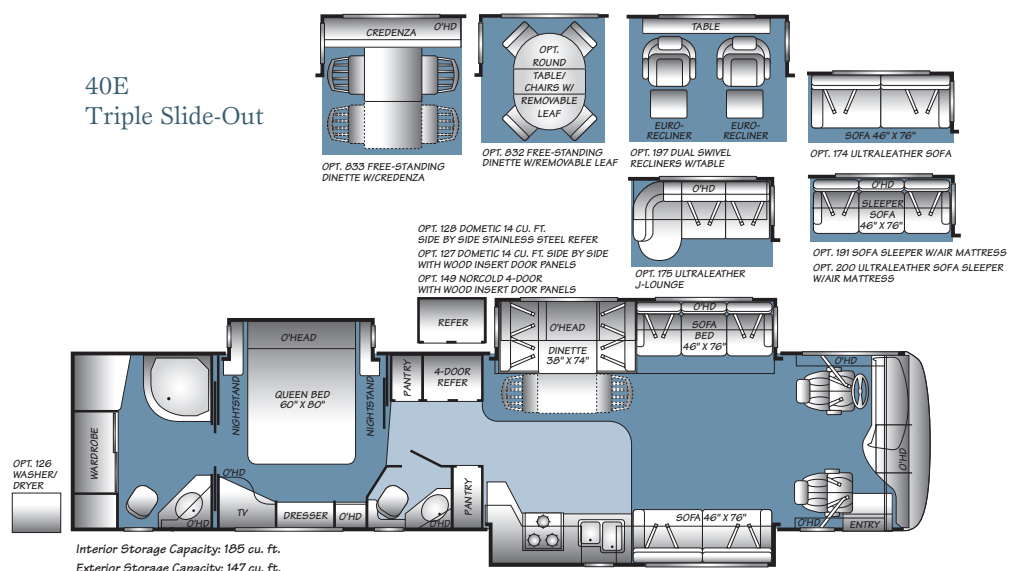 40E
Triple Slide-Out
CREDENZA
O'HD
OPT. 833 FREE-STANDING
DINETTE W/CREDENZA
OPT.
ROUND
TABLE/
CHAIRS W/
REMOVABLE
LEAF
OPT. 832 FREE-STANDING
DINETTE W/REMOVABLE LEAF
TABLE
EURO-
RECLINER
EURO-
RECLINER
OPT. 197 DUAL SWIVEL
RECLINERS W/TABLE
SOFA 46" X 76"
OPT. 174 ULTRALEATHER SOFA
O'HD
OPT. 175 ULTRALEATHER
J-LOUNGE
O'HD
SLEEPER
SOFA
46" X 76"
OPT. 191 SOFA SLEEPER W/AIR MATTRESS
OPT. 200 ULTRALEATHER SOFA SLEEPER
W/AIR MATTRESS
OPT. 128 DOMETIC 14 CU. FT.
SIDE BY SIDE STAINLESS STEEL REFER
OPT. 127 DOMETIC 14 CU. FT. SIDE BY SIDE
WITH WOOD INSERT DOOR PANELS
OPT. 149 NORCOLD 4-DOOR
WITH WOOD INSERT DOOR PANELS
REFER
O'HEAD
DINETTE
38" X 74"
O'HD
SOFA
BED
46" X 76"
O'HEAD
QUEEN BED
60" X 80"
NIGHTSTAND
NIGHTSTAND
PANTRY
4-DOOR
REFER
O'HD
O'HD
WARDROBE
OPT. 126
WASHER/
DRYER
O'HD
O'HD
TV
DRESSER
O'HD
O'HD
PANTRY
SOFA 46" X 76"
O'HD
ENTRY
Interior Storage Capacity: 185 cu. ft.
Exterior Storage Capacity: 147 cu. ft.